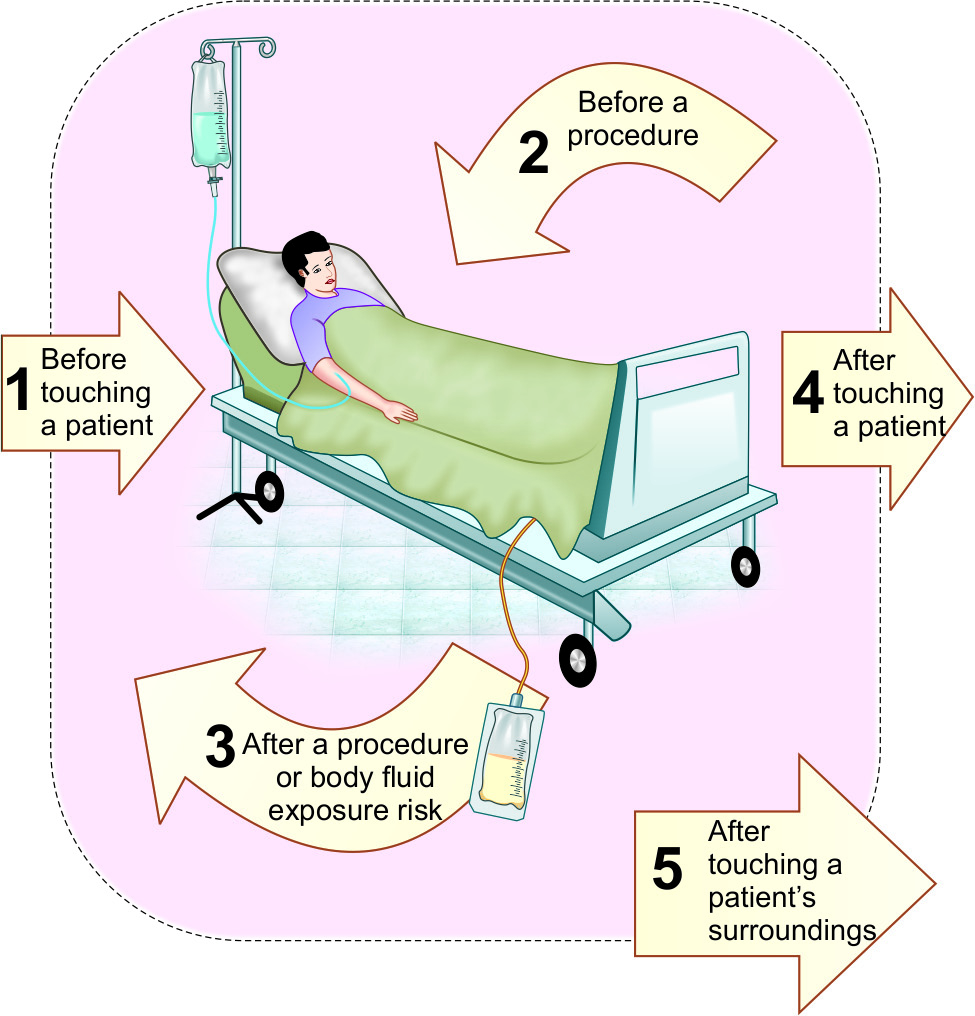 1 Before
touching
a patient
2 Before a
procedure
3 After a procedure
or body fluid
exposure risk
4 After
touching
a patient
5 After
touching a
patient’s
surroundings